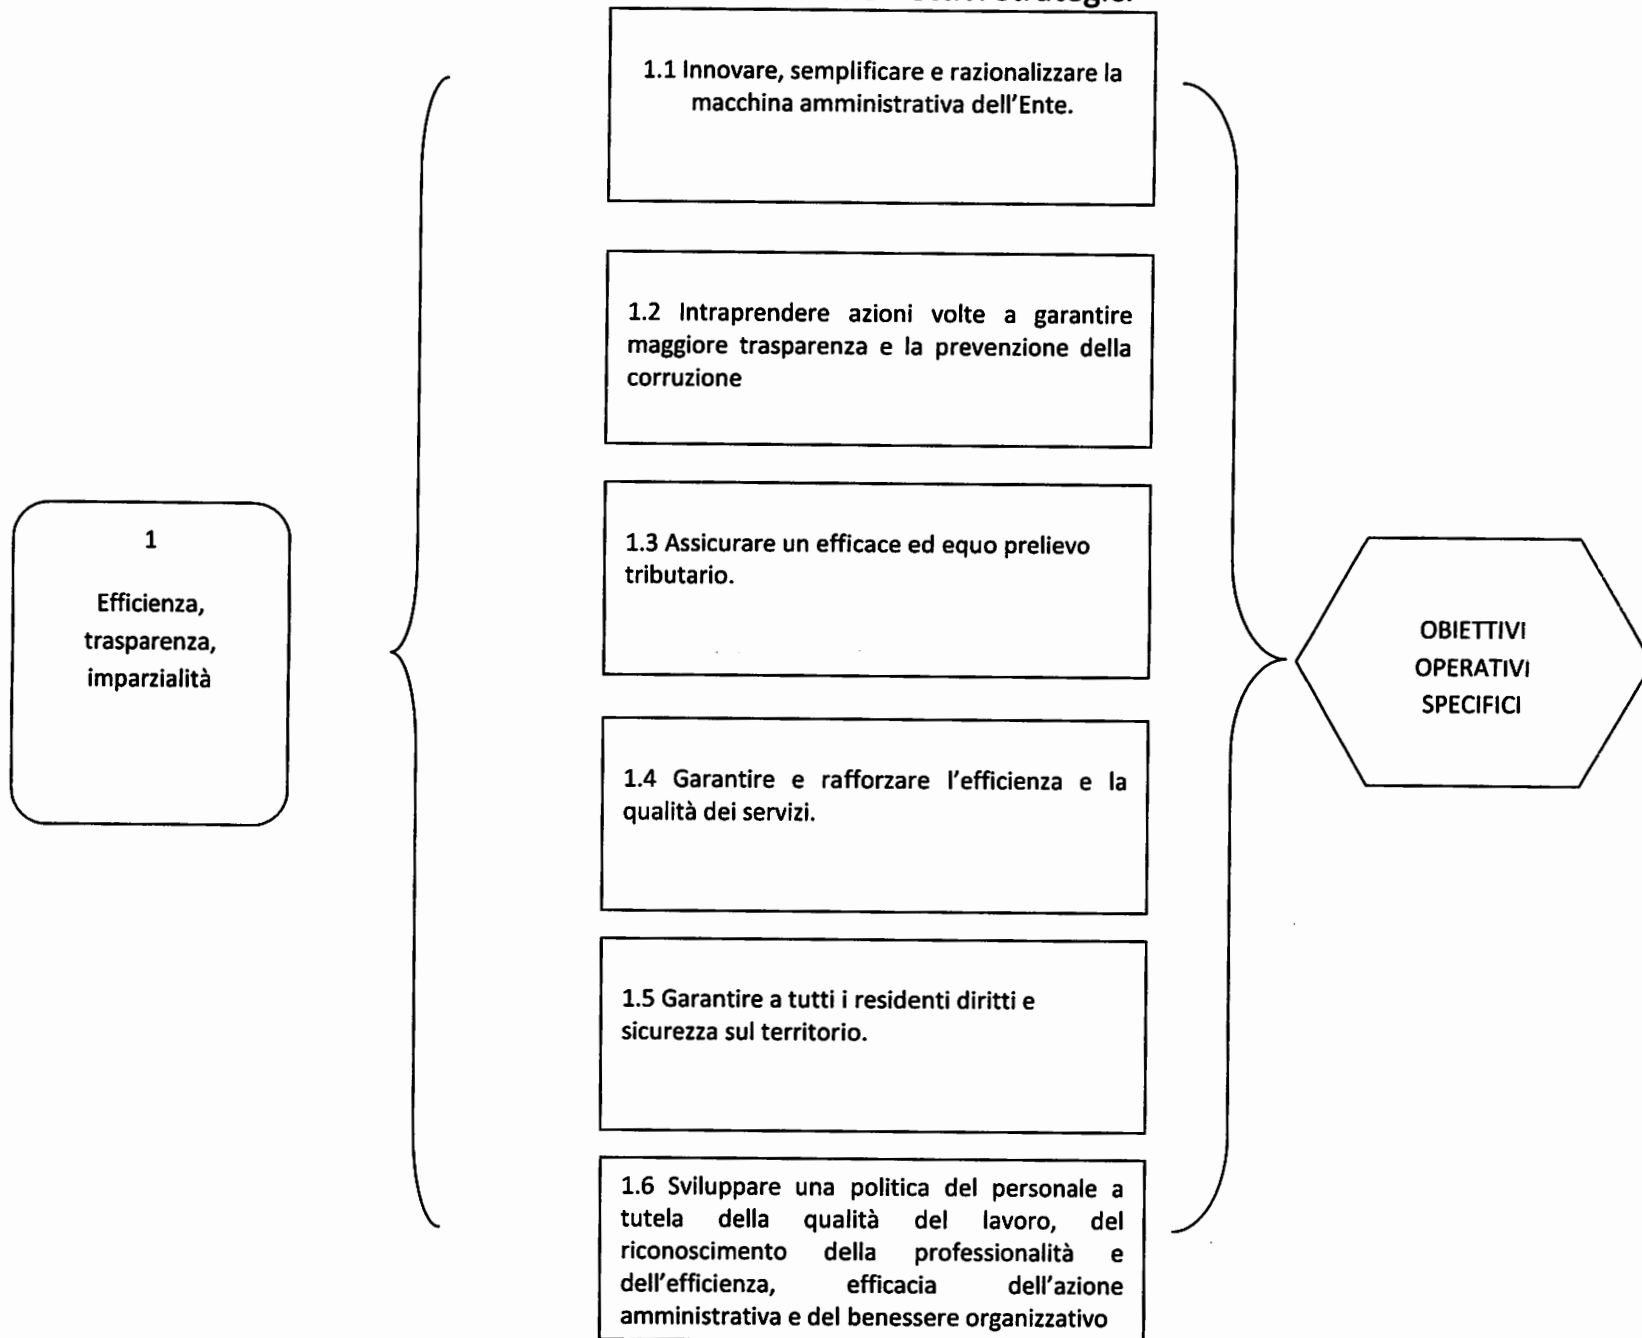 1.1 Innovare, semplificare e razionalizzare la
macchina amministrativa dell'Ente.
1.2 Intraprendere azioni volte a garantire
maggiore trasparenza e la prevenzione della
corruzione
1
Efficienza,
trasparenza,
imparzialità
1.3 Assicurare un efficace ed equo prelievo
tributario.
OBIETTIVI
OPERATIVI
SPECIFICI
1.4 Garantire e rafforzare l'efficienza e la
qualità dei servizi.
1.5 Garantire a tutti i residenti diritti e
sicurezza sul territorio.
1.6 Sviluppare una politica del personale a
tutela della qualità del lavoro, del
riconoscimento della professionalità e
dell'efficienza, efficacia dell'azione
amministrativa e del benessere organizzativo